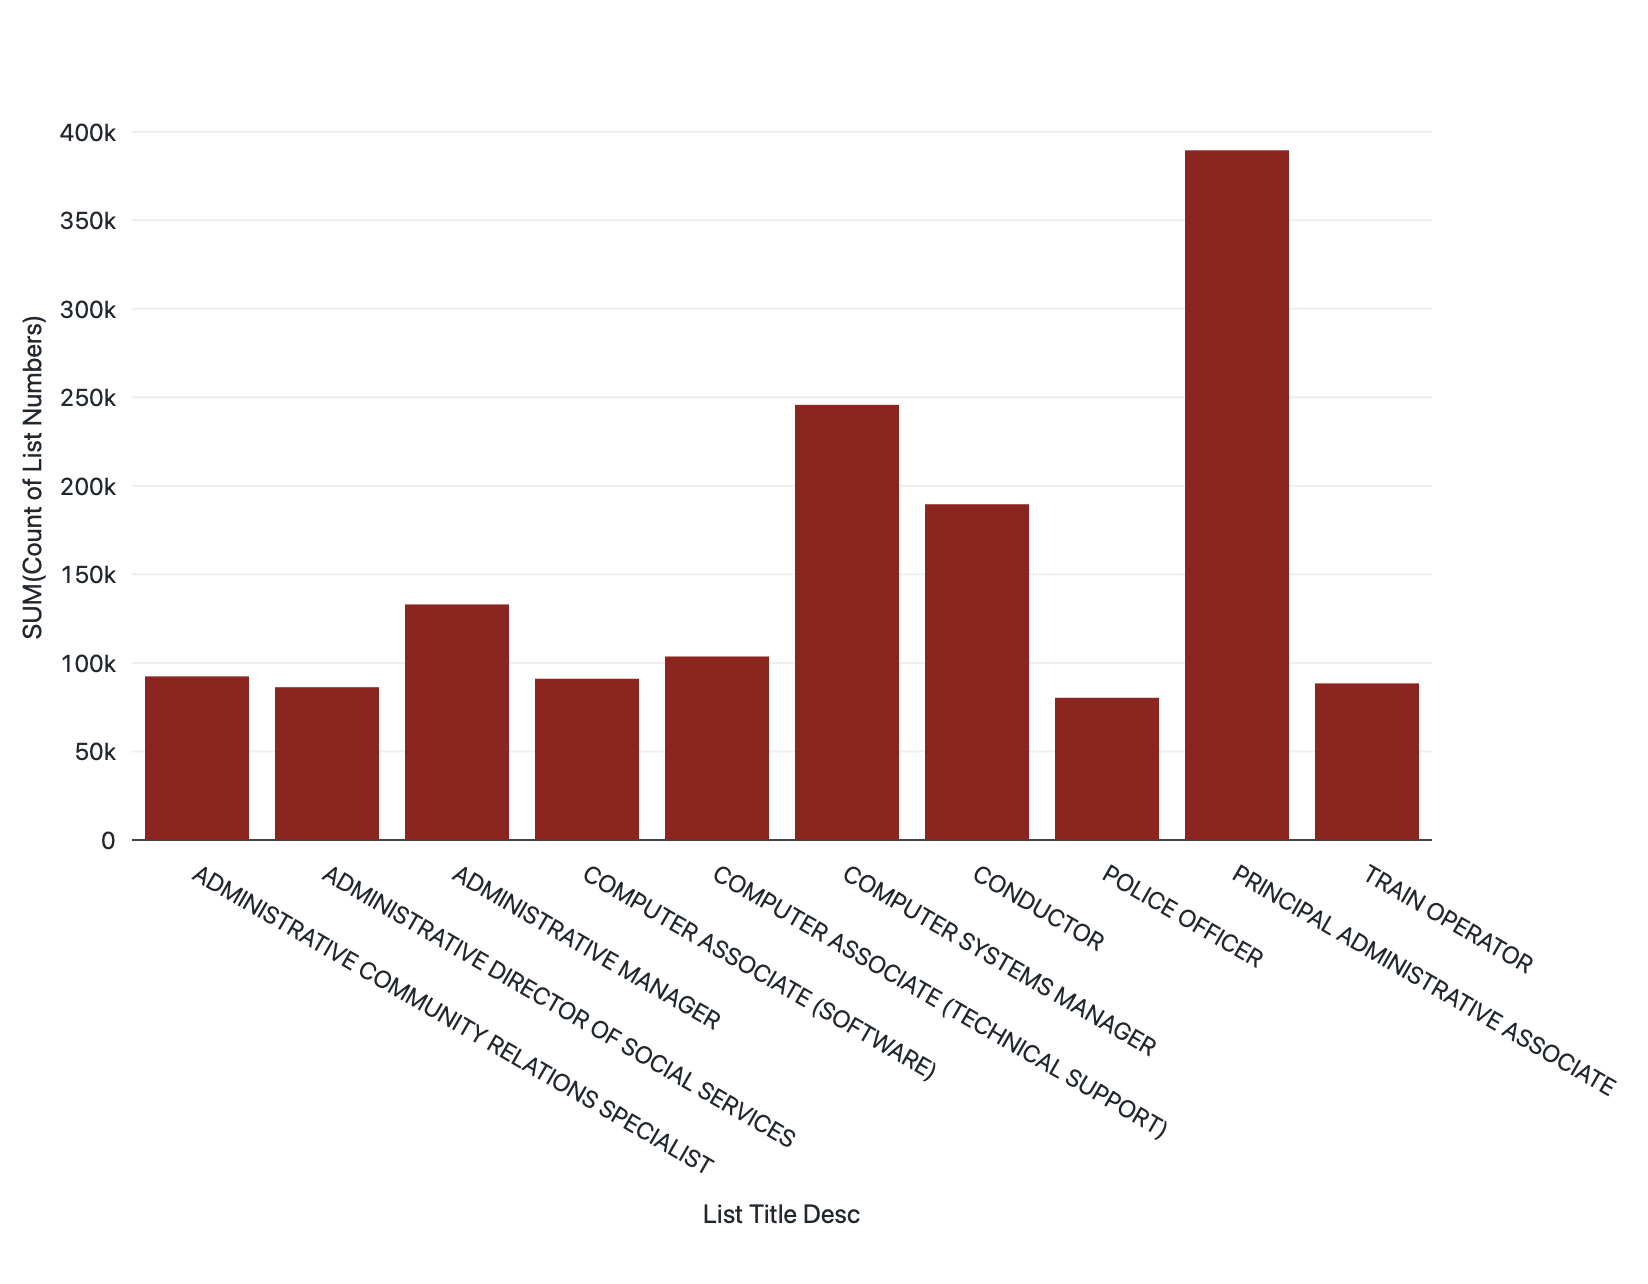 400k
350k
300k
250k
200k
150k
100k
50k
0
SUM(Count of List Numbers)
ADMINISTRATIVE COMMUNITY RELATIONS SPECIALIST
ADMINISTRATIVE DIRECTOR OF SOCIAL SERVICES
ADMINISTRATIVE MANAGER
COMPUTER ASSOCIATE (SOFTWARE)
COMPUTER ASSOCIATE (TECHNICAL SUPPORT)
COMPUTER SYSTEMS MANAGER
CONDUCTOR
POLICE OFFICER
PRINCIPAL ADMINISTRATIVE ASSOCIATE
TRAIN OPERATOR
List Title Desc